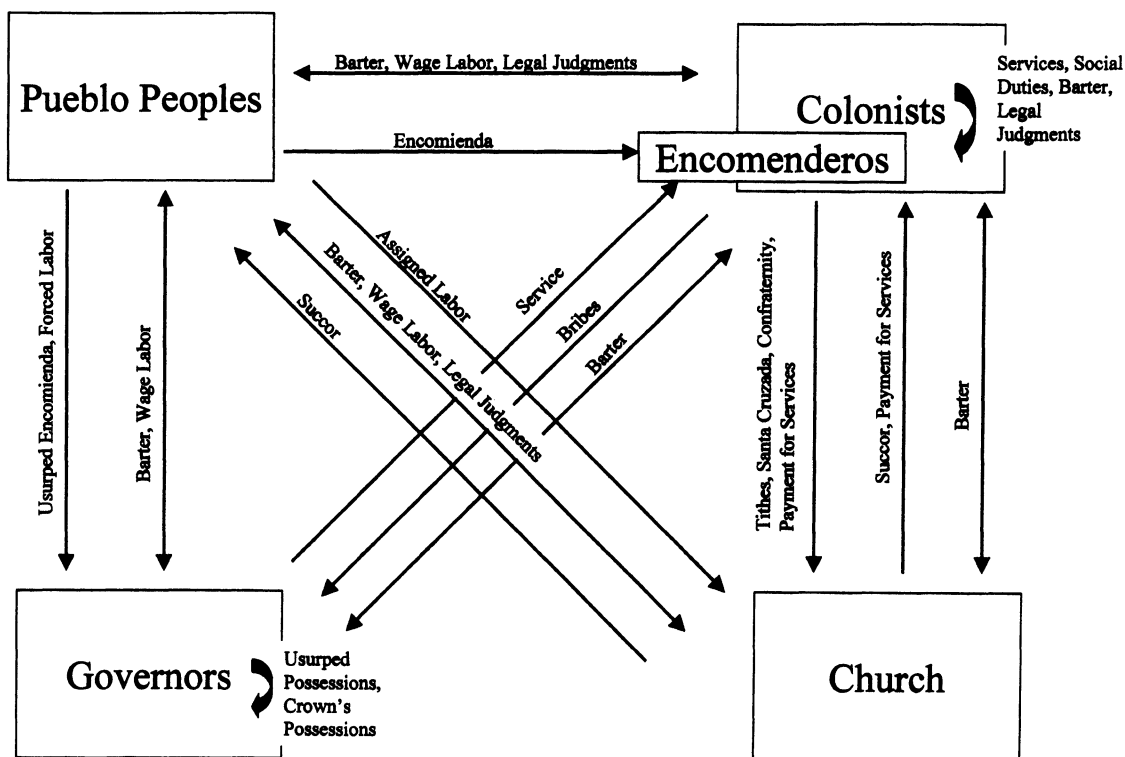 Pueblo Peoples
Barter, Wage Labor, Legal Judgments
Colonists
Services, Social
Duties, Barter,
Legal
Judgments
Encomienda
Encomenderos
Usurped Encomienda, Forced Labor
Barter, Wage Labor
Assigned Labor
Barter, Wage Labor, Legal Judgments
Succor
Service
Bribes
Barter
Tithes, Santa Cruzada, Confraternity,
Payment for Services
Succor, Payment for Services
Barter
Governors
Usurped
Possessions,
Crown's
Possessions
Church